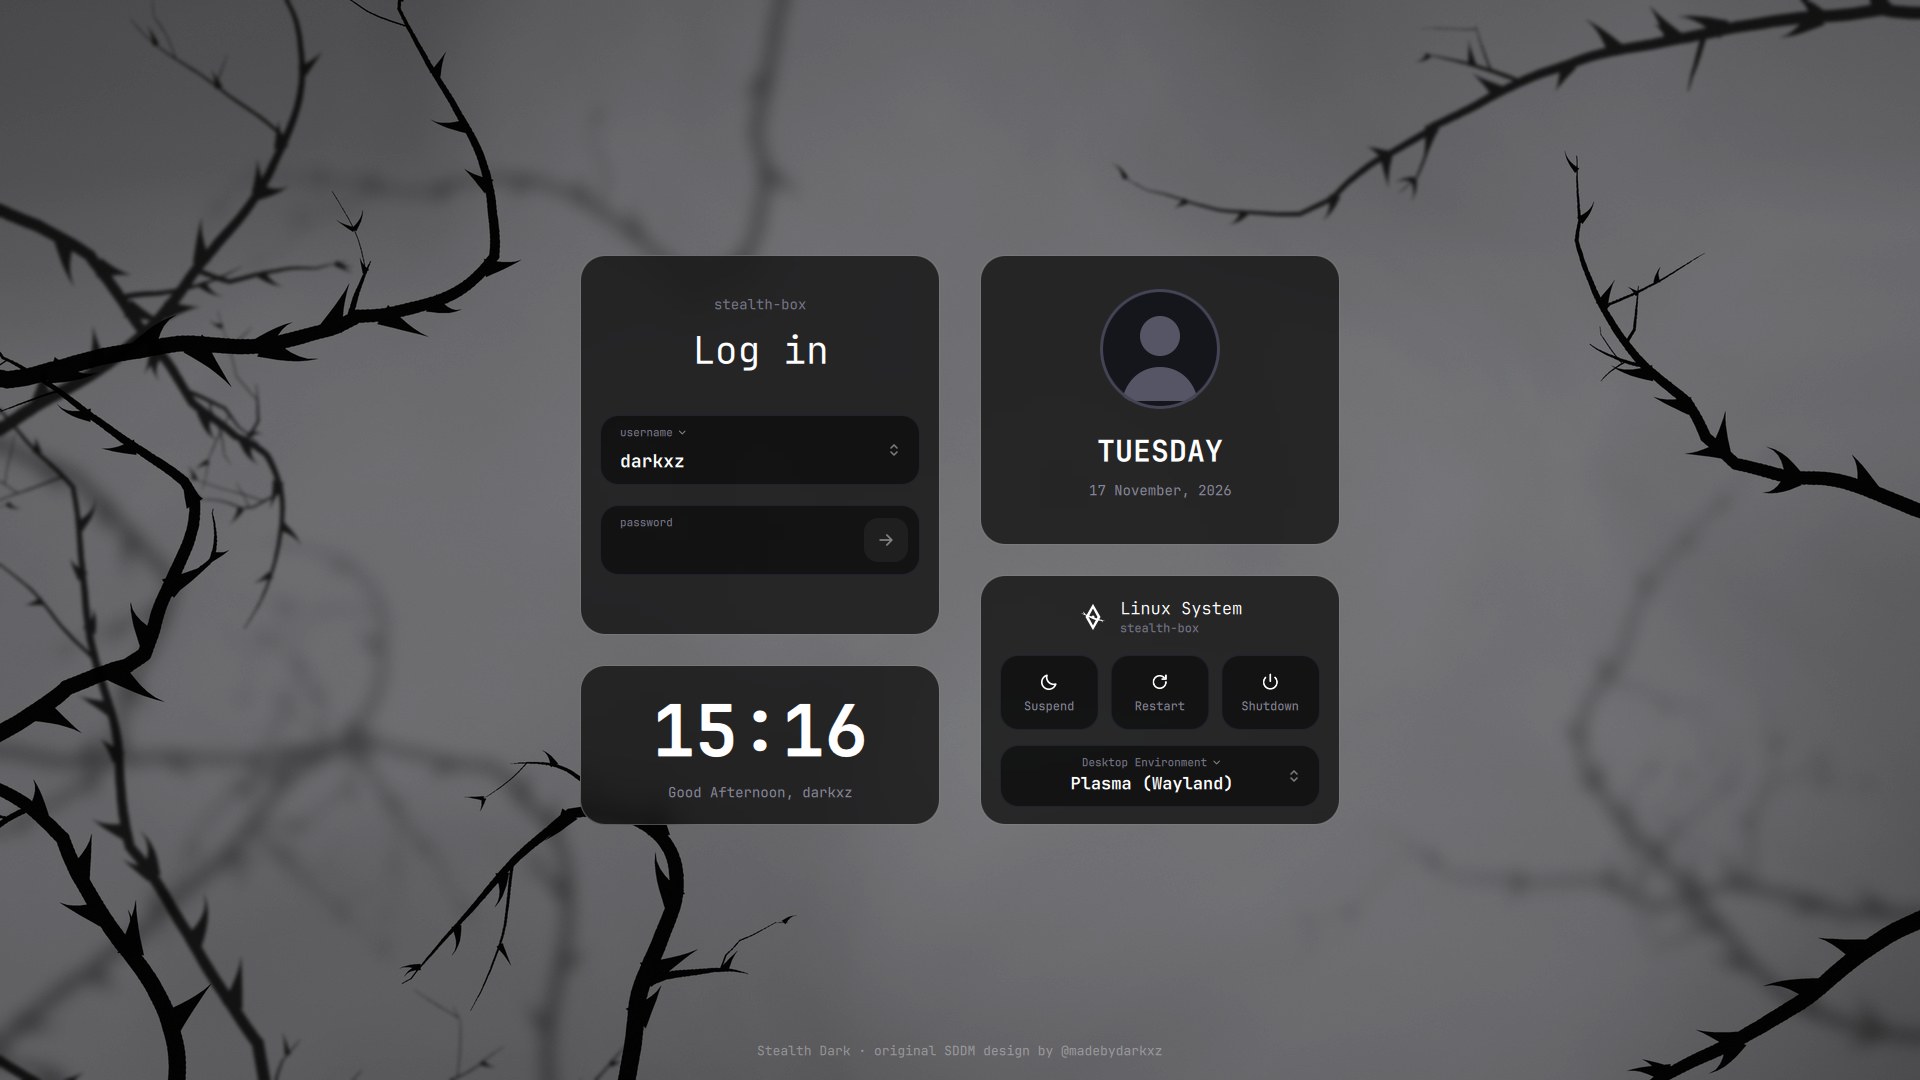 stealth-box
Log in
username
darkxz
password
15:16
Good Afternoon, darkxz
TUESDAY
17 November, 2026
Linux System
stealth-box
Suspend
Restart
Shutdown
Desktop Environment
Plasma (Wayland)
Stealth Dark · original SDDM design by @madebydarkxz